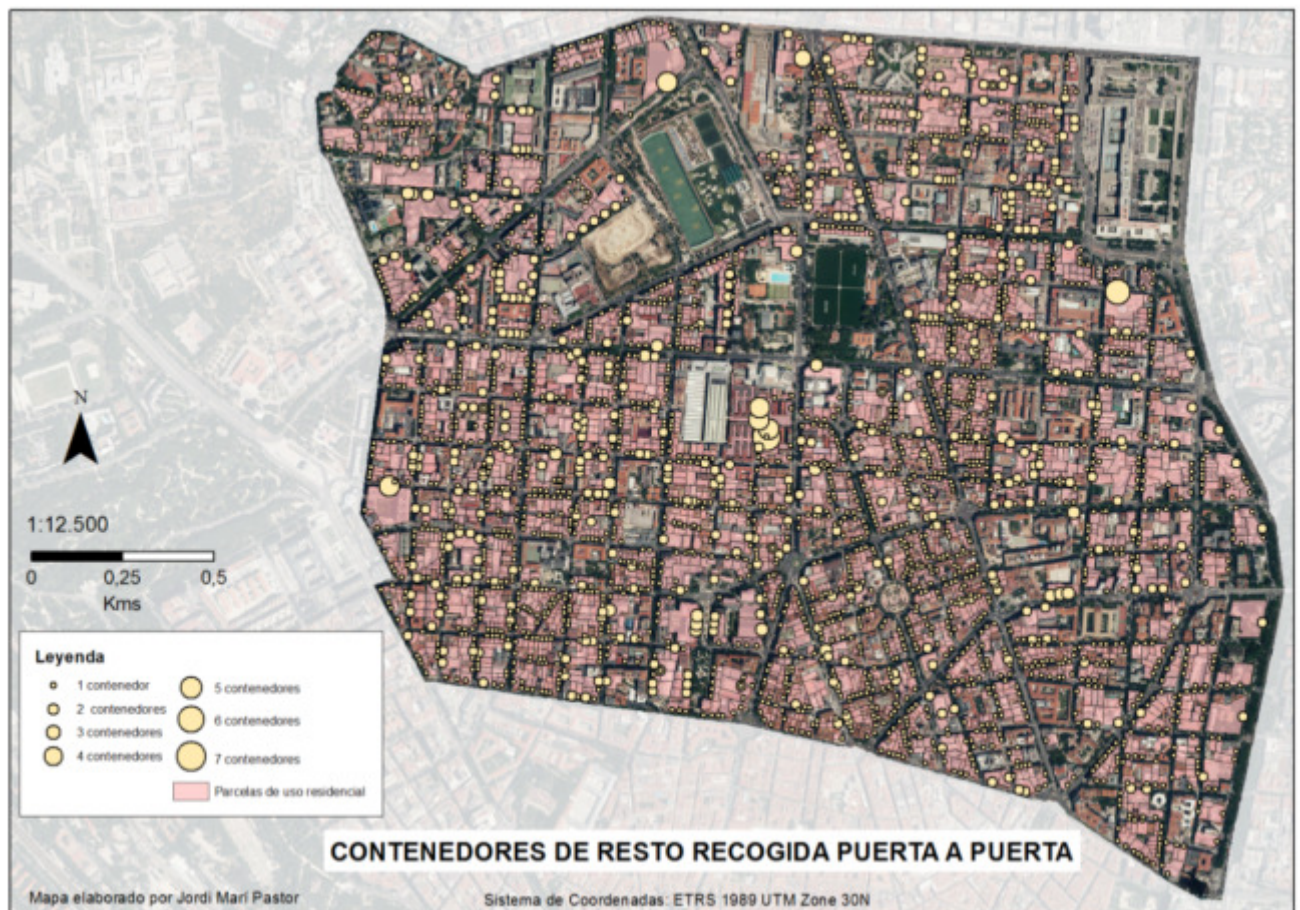 N
1:12.500
0 0,25 0,5
Kms
Leyenda
1 contenedor
2 contenedores
3 contenedores
4 contenedores
5 contenedores
6 contenedores
7 contenedores
Parcelas de uso residencial
CONTENEDORES DE RESTO RECOGIDA PUERTA A PUERTA
Mapa elaborado por Jordi Marí Pastor
Sistema de Coordenadas: ETRS 1989 UTM Zone 30N